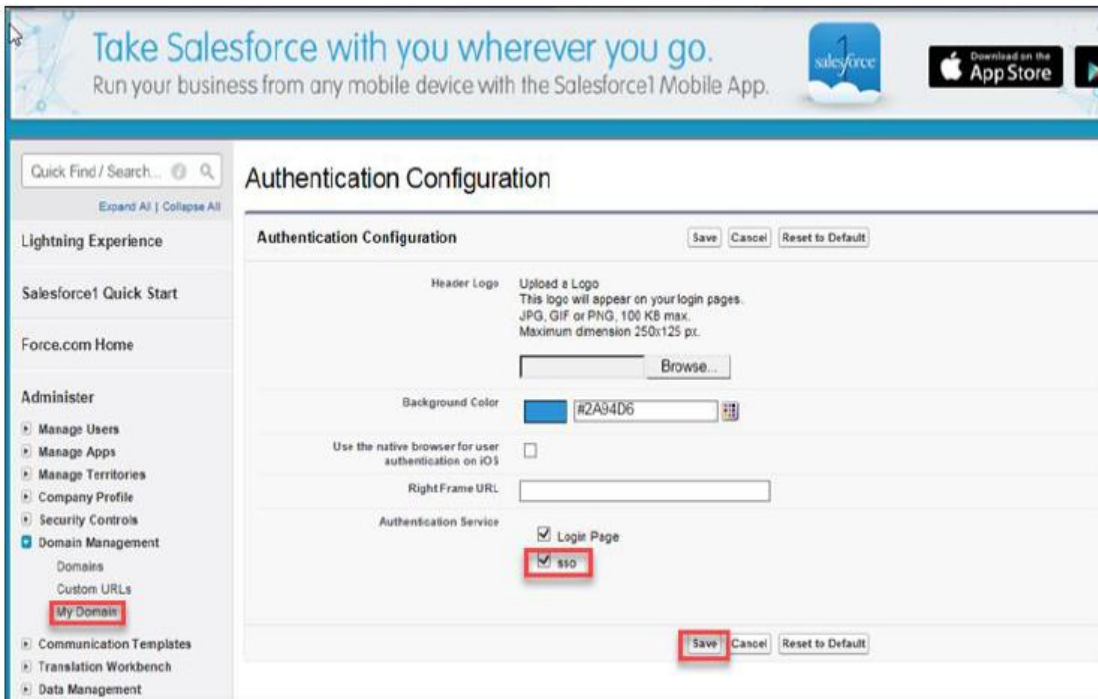 Take Salesforce with you wherever you go.
Run your business from any mobile device with the Salesforce1 Mobile App.
salesforce
1
Download on the
App Store
Quick Find / Search...
Expand All | Collapse All
Lightning Experience
Salesforce1 Quick Start
Force.com Home
Administer
Manage Users
Manage Apps
Manage Territories
Company Profile
Security Controls
Domain Management
Domains
Custom URLs
My Domain
Communication Templates
Translation Workbench
Data Management
Authentication Configuration
Authentication Configuration
Save Cancel Reset to Default
Header Logo
Upload a Logo
This logo will appear on your login pages.
JPG, GIF or PNG, 100 KB max.
Maximum dimension 250x125 px.
Browse...
Background Color
#2A94D6
Use the native browser for user
authentication on iOS
Right Frame URL
Authentication Service
Login Page
sso
Save Cancel Reset to Default